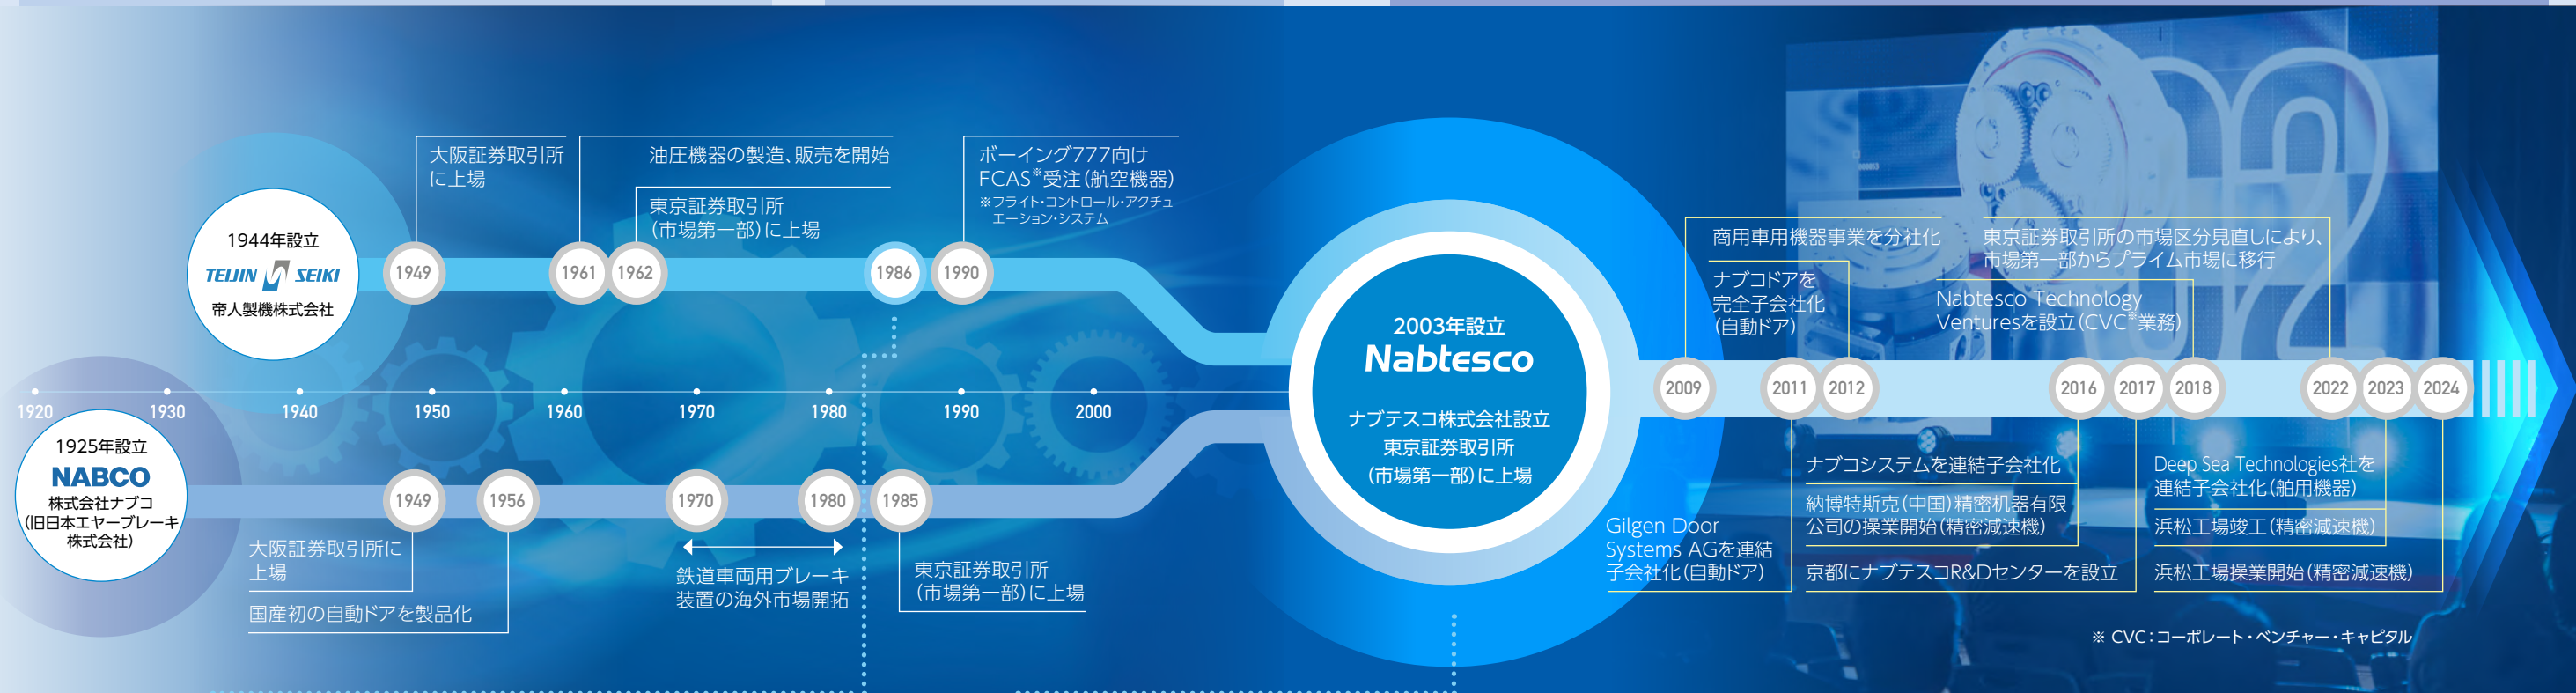 大阪証券取引所
に上場
油圧機器の製造、販売を開始
東京証券取引所
(市場第一部)に上場
ボーイング777向け
FCAS※受注(航空機器)
※フライト・コントロール・アクチュ
エーション・システム
1944年設立
TEIJIN SEIKI
帝人製機株式会社
1949
1961
1962
1986
1990
1920
1930
1940
1950
1960
1970
1980
1990
2000
1925年設立
NABCO
株式会社ナブコ
(旧日本エヤーブレーキ
株式会社)
1949
1956
1970
1980
1985
大阪証券取引所に
上場
国産初の自動ドアを製品化
鉄道車両用ブレーキ
装置の海外市場開拓
東京証券取引所
(市場第一部)に上場
2003年設立
Nabtesco
ナブテスコ株式会社設立
東京証券取引所
(市場第一部)に上場
商用車用機器事業を分社化
ナブコドアを
完全子会社化
(自動ドア)
東京証券取引所の市場区分見直しにより、
市場第一部からプライム市場に移行
Nabtesco Technology
Venturesを設立(CVC※業務)
2009
2011
2012
2016
2017
2018
2022
2023
2024
Gilgen Door
Systems AGを連結
子会社化(自動ドア)
ナブコシステムを連結子会社化
納博特斯克(中国)精密机器有限
公司の操業開始(精密減速機)
京都にナブテスコR&Dセンターを設立
Deep Sea Technologies社を
連結子会社化(舶用機器)
浜松工場竣工(精密減速機)
浜松工場操業開始(精密減速機)
※ CVC：コーポレート・ベンチャー・キャピタル